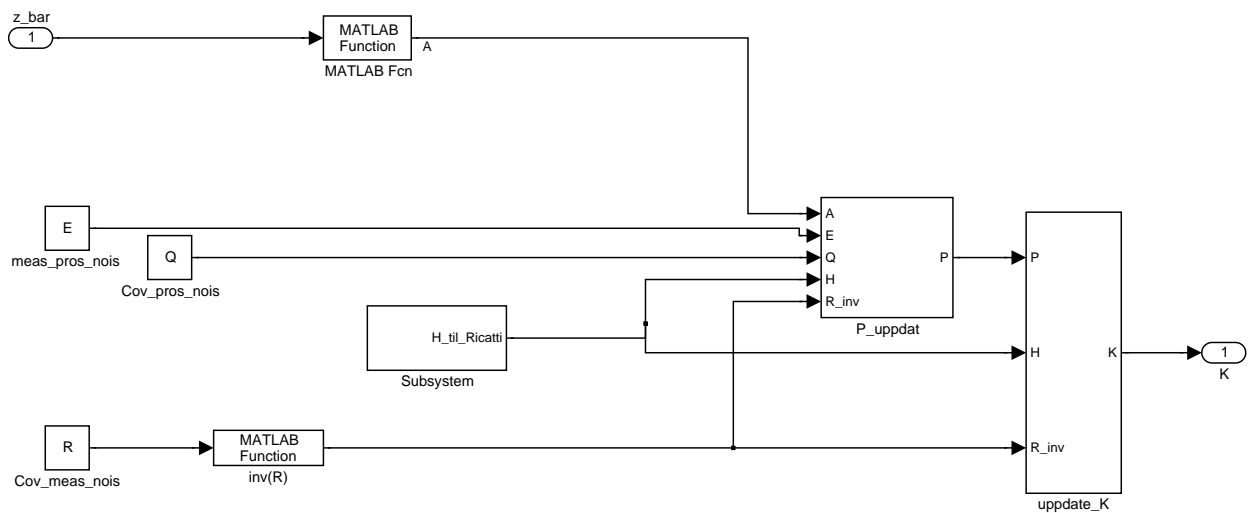 z_bar
1
MATLAB
Function
MATLAB Fcn
A
E
meas_pros_nois
Q
Cov_pros_nois
A
E
Q
H
R_inv
P
P_uppdat
H_til_Ricatti
Subsystem
P
H
R_inv
K
uppdate_K
1
K
R
Cov_meas_nois
MATLAB
Function
inv(R)